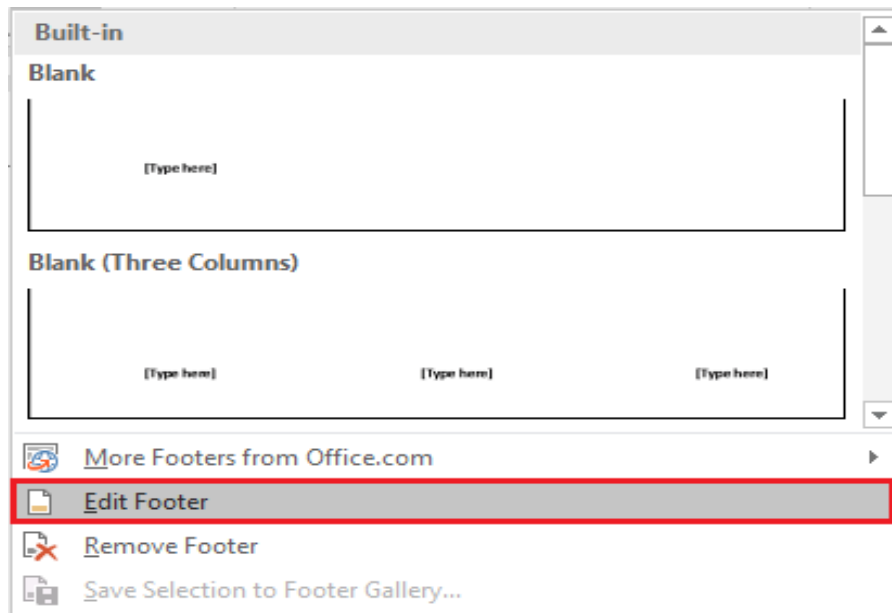 Built-in
Blank
[Type here]
Blank (Three Columns)
[Type here] [Type here] [Type here]
More Footers from Office.com
Edit Footer
Remove Footer
Save Selection to Footer Gallery...